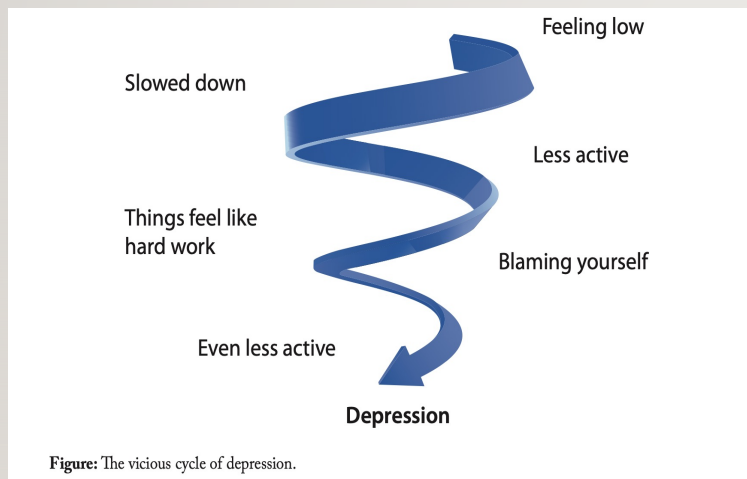 Feeling low
Slowed down
Less active
Things feel like
hard work
Blaming yourself
Even less active
Depression
Figure: The vicious cycle of depression.